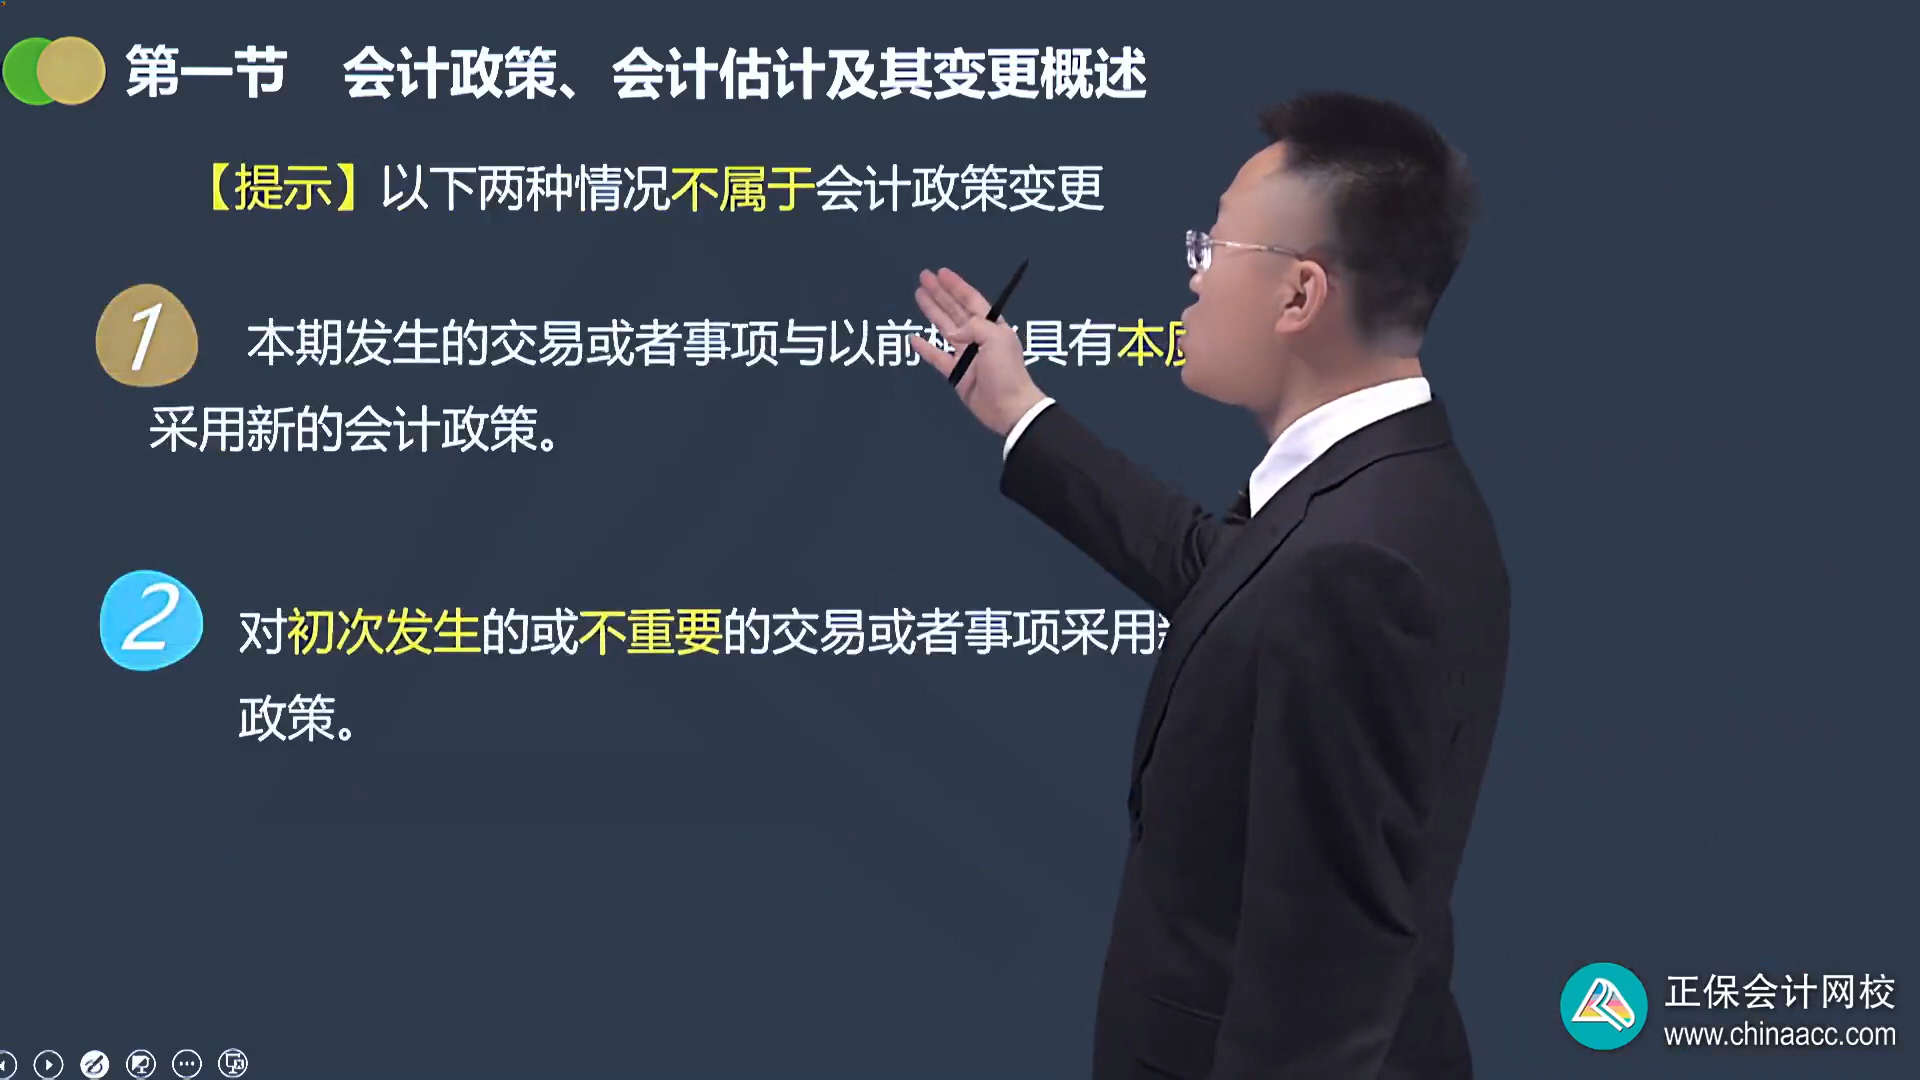 第一节 会计政策、会计估计及其变更概述
【提示】以下两种情况不属于会计政策变更
1
本期发生的交易或者事项与以前 具有本
采用新的会计政策。
2
对初次发生的或不重要的交易或者事项采用
政策。
正保会计网校
www.chinaacc.com